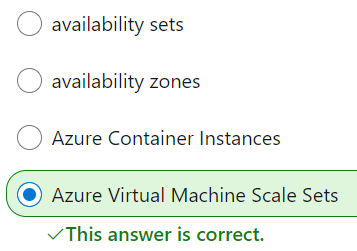 availability sets
availability zones
Azure Container Instances
Azure Virtual Machine Scale Sets
This answer is correct.